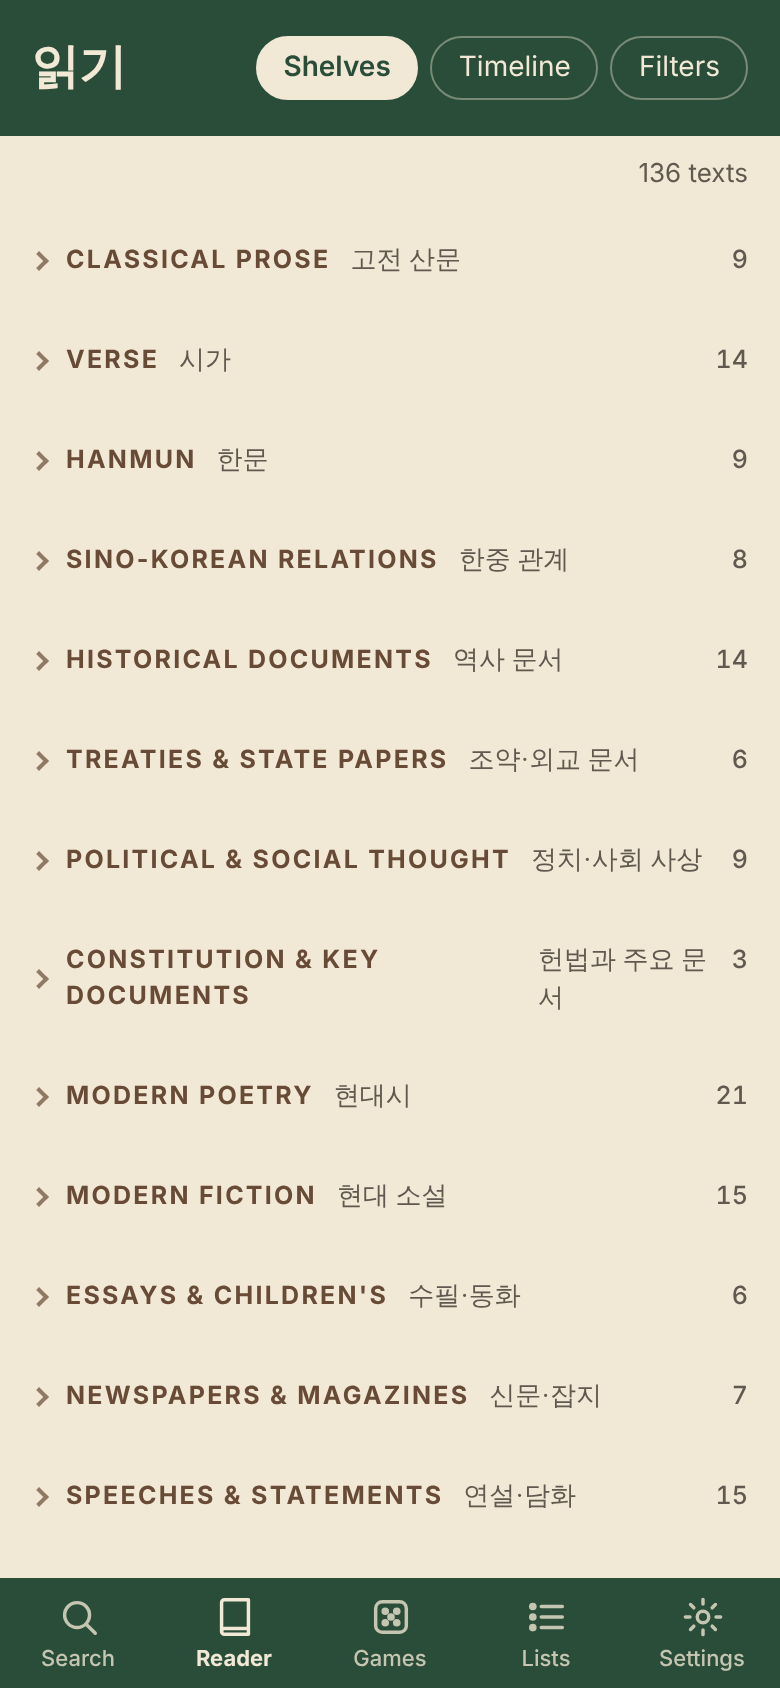 읽기 Shelves Timeline Filters
136 texts
CLASSICAL PROSE 고전 산문 9
VERSE 시가 14
HANMUN 한문 9
SINO-KOREAN RELATIONS 한중 관계 8
HISTORICAL DOCUMENTS 역사 문서 14
TREATIES & STATE PAPERS 조약·외교 문서 6
POLITICAL & SOCIAL THOUGHT 정치·사회 사상 9
CONSTITUTION & KEY 헌법과 주요 문 3
DOCUMENTS 서
MODERN POETRY 현대시 21
MODERN FICTION 현대 소설 15
ESSAYS & CHILDREN'S 수필·동화 6
NEWSPAPERS & MAGAZINES 신문·잡지 7
SPEECHES & STATEMENTS 연설·담화 15
Search Reader Games Lists Settings